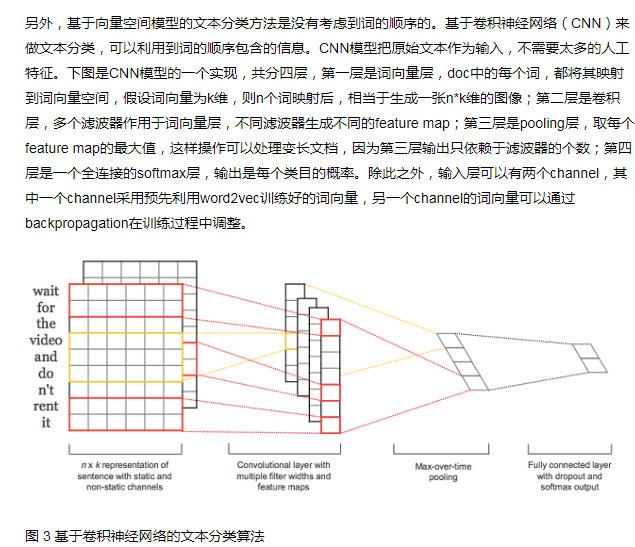 另外，基于向量空间模型的文本分类方法是没有考虑到词的顺序的。基于卷积神经网络（CNN）来
做文本分类，可以利用到词的顺序包含的信息。CNN模型把原始文本作为输入，不需要太多的人工
特征。下图是CNN模型的一个实现，共分四层，第一层是词向量层，doc中的每个词，都将其映射
到词向量空间，假设词向量为k维，则n个词映射后，相当于生成一张n*k维的图像；第二层是卷积
层，多个滤波器作用于词向量层，不同滤波器生成不同的feature map；第三层是pooling层，取每个
feature map的最大值，这样操作可以处理变长文档，因为第三层输出只依赖于滤波器的个数；第四
层是一个全连接的softmax层，输出是每个类目的概率。除此之外，输入层可以有两个channel，其
中一个channel采用预先利用word2vec训练好的词向量，另一个channel的词向量可以通过
backpropagation在训练过程中调整。
wait
for
the
video
and
do
n't
rent
it
n x k representation of
sentence with static and
non-static channels
Convolutional layer with
multiple filter widths and
feature maps
Max-over-time
pooling
Fully connected layer
with dropout and
softmax output
图 3 基于卷积神经网络的文本分类算法